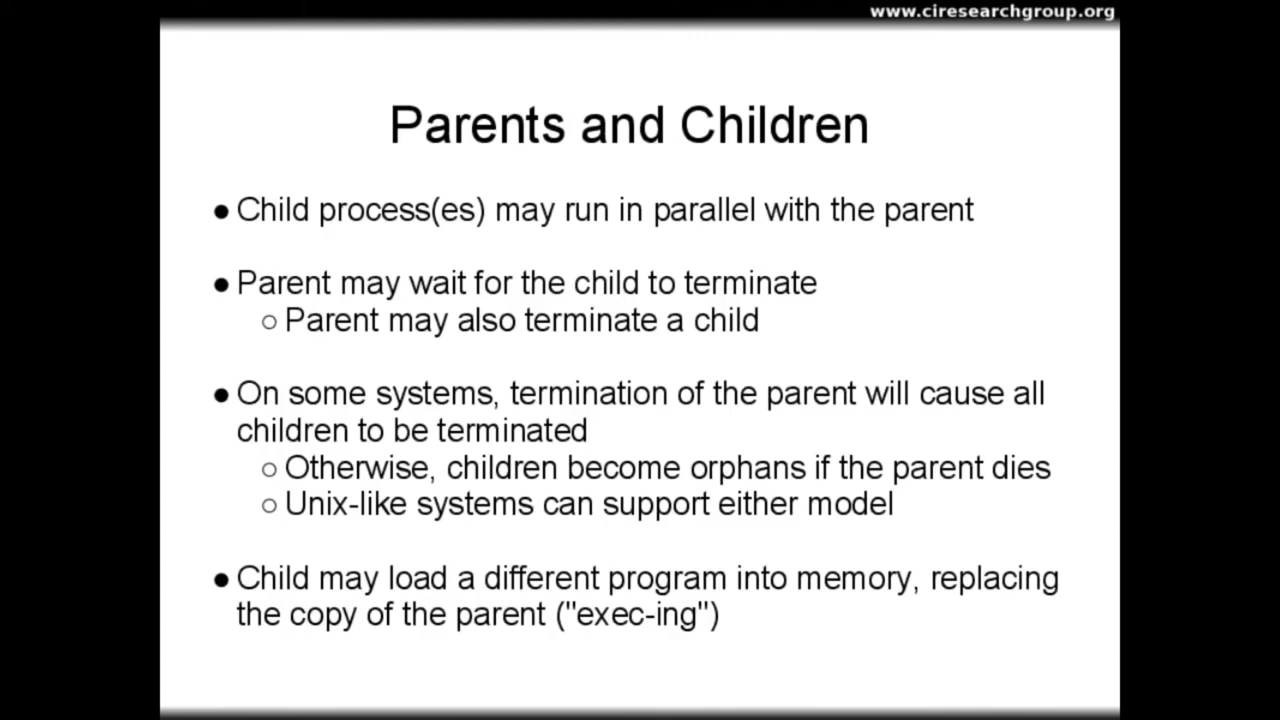 www.ciresearchgroup.org
Parents and Children
● Child process(es) may run in parallel with the parent
● Parent may wait for the child to terminate
○ Parent may also terminate a child
● On some systems, termination of the parent will cause all
children to be terminated
○ Otherwise, children become orphans if the parent dies
○ Unix-like systems can support either model
● Child may load a different program into memory, replacing
the copy of the parent ("exec-ing")